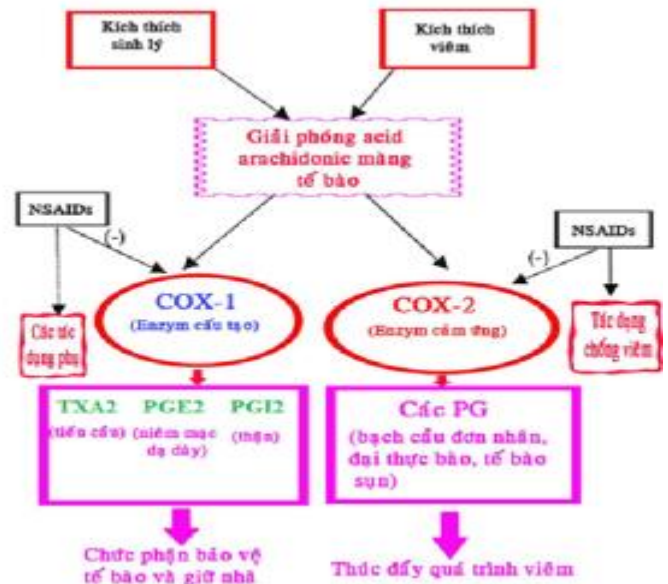 Kích thích
sinh lý
Kích thích
viêm
Giải phóng acid
arachidonic màng
tế bào
NSAIDs
(-)
NSAIDs
(-)
COX-1
(Enzym cấu tạo)
COX-2
(Enzym cảm ứng)
Các tác
dụng phụ
Tác dụng
chống viêm
TXA2 PGE2 PGI2
(tiểu cầu) (niêm mạc (thận)
dạ dày)
Các PG
(bạch cầu đơn nhân,
đại thực bào, tế bào
sụn)
Chức phận bảo vệ
tế bào và giữ nhà
Thúc đẩy quá trình viêm